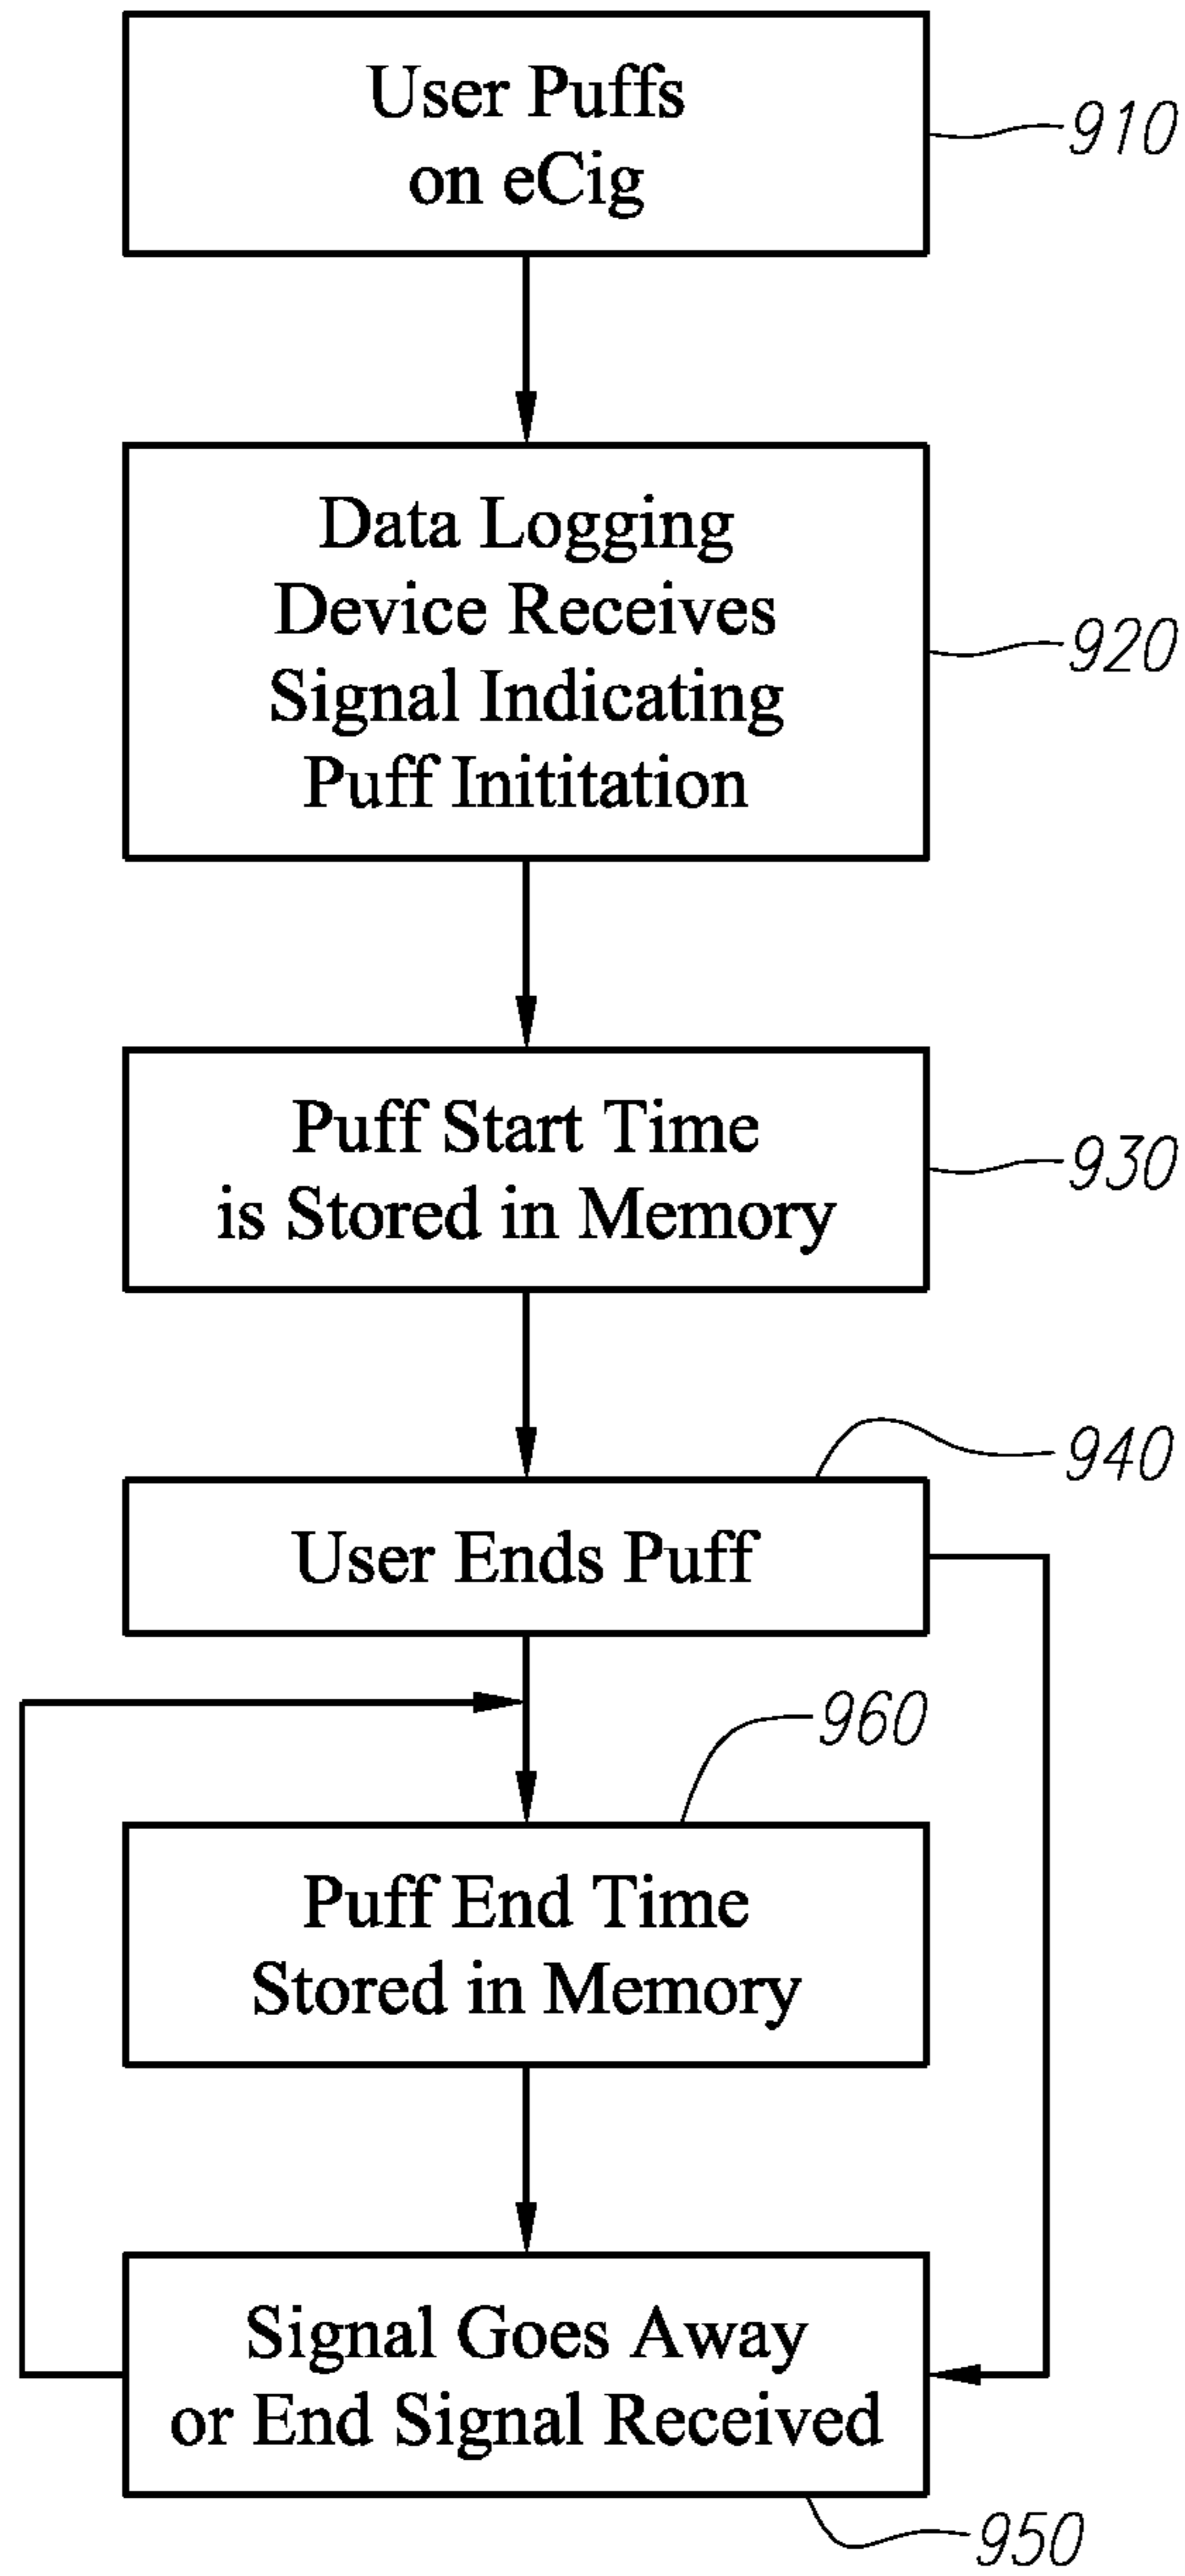 User Puffs
on eCig
910
Data Logging
Device Receives
Signal Indicating
Puff Inititation
920
Puff Start Time
is Stored in Memory
930
940
User Ends Puff
960
Puff End Time
Stored in Memory
Signal Goes Away
or End Signal Received
950